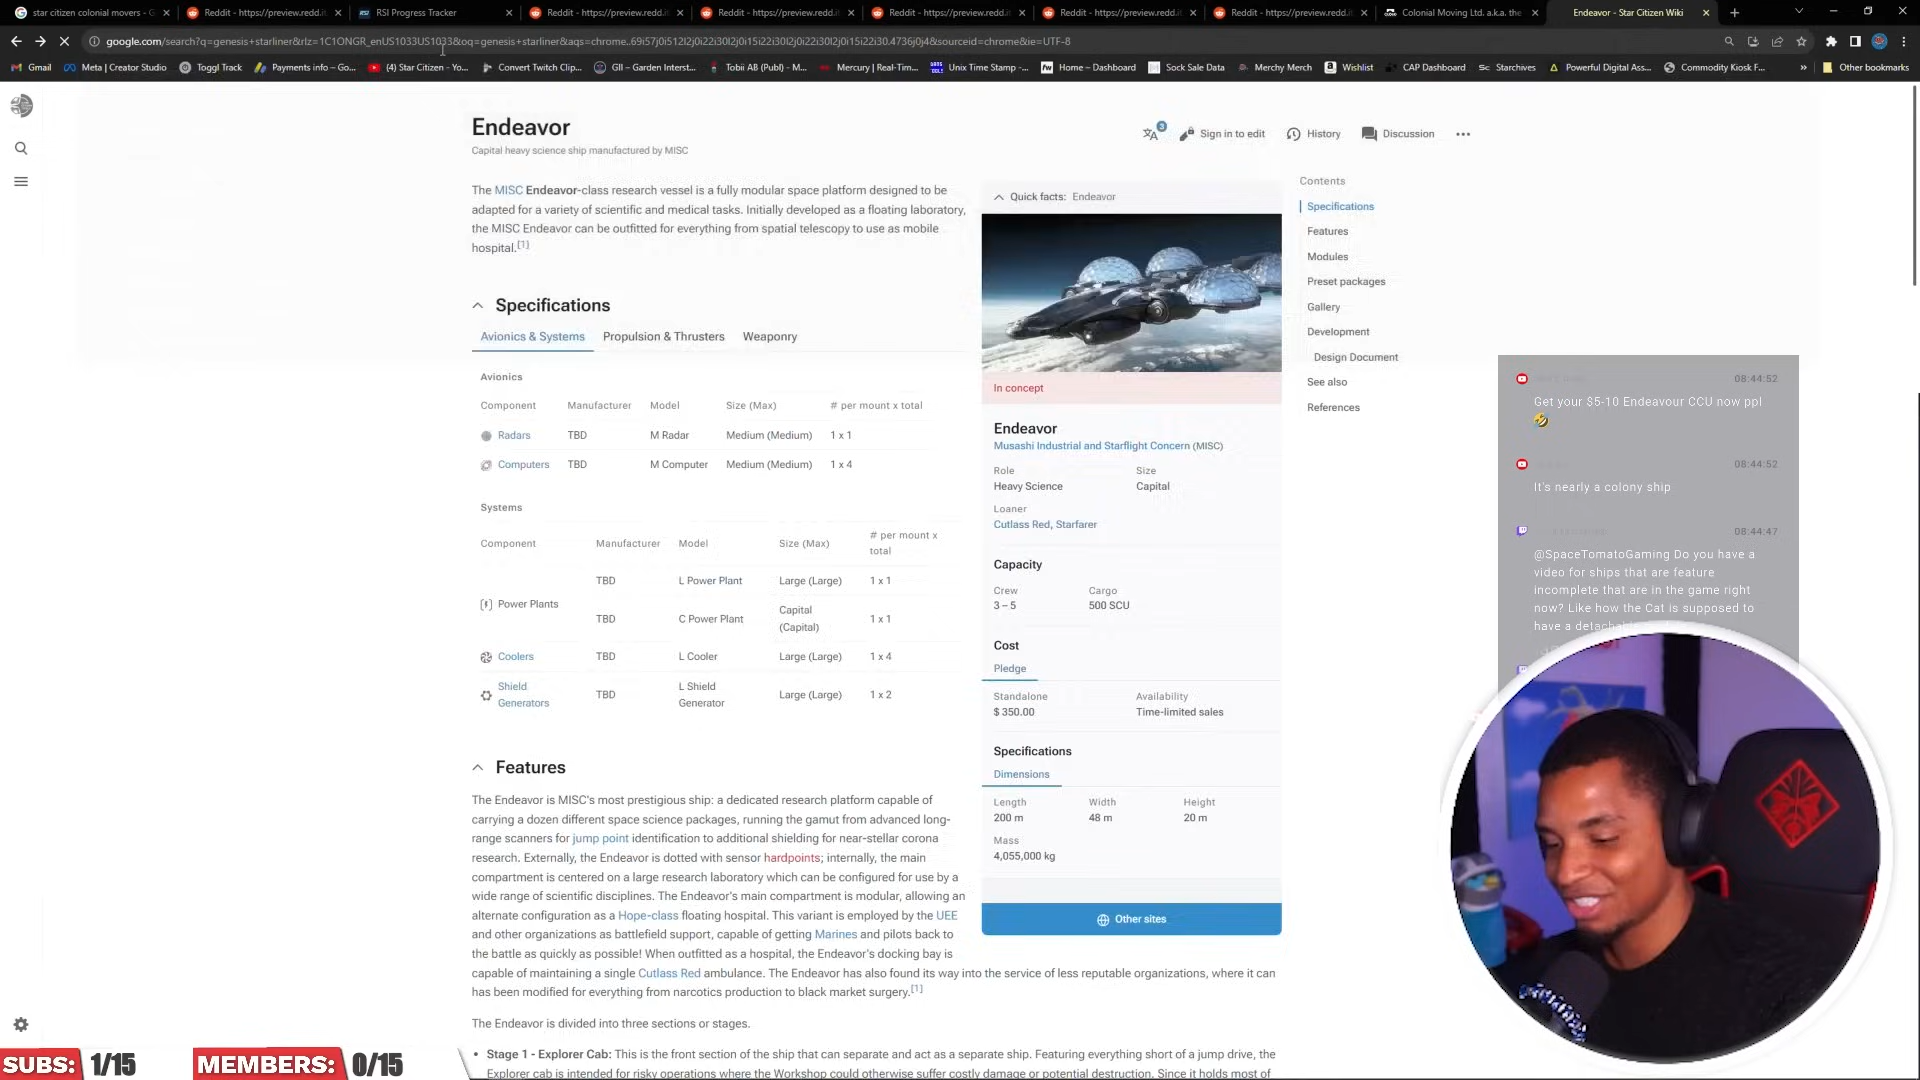 star citizen colonial movers - G
Reddit - https://preview.redd.i
RSI Progress Tracker
Reddit - https://preview.redd.i
Reddit - https://preview.redd.i
Reddit - https://preview.redd.i
Reddit - https://preview.redd.i
Reddit - https://preview.redd.i
Colonial Moving Ltd. a.k.a. the
Endeavor - Star Citizen Wiki
google.com/search?q=genesis+starliner&rlz=1C1ONGR_enUS1033US1033&oq=genesis+starliner&aqs=chrome..69i57j0i512l2j0i22i30l2j0i15i22i30l2j0i22i30l2j0i15i22i30.4736j0j4&sourceid=chrome&ie=UTF-8
Gmail
Meta | Creator Studio
Toggl Track
Payments info – Go...
(4) Star Citizen - Yo...
Convert Twitch Clip...
GII – Garden Interst...
Tobii AB (Publ) - M...
Mercury | Real-Tim...
Unix Time Stamp -...
Home – Dashboard
Sock Sale Data
Merchy Merch
Wishlist
CAP Dashboard
Starchives
Powerful Digital Ass...
Commodity Kiosk F...
»
Other bookmarks
Endeavor
Capital heavy science ship manufactured by MISC
3
Sign in to edit
History
Discussion
The MISC Endeavor-class research vessel is a fully modular space platform designed to be
adapted for a variety of scientific and medical tasks. Initially developed as a floating laboratory,
the MISC Endeavor can be outfitted for everything from spatial telescopy to use as mobile
hospital.[1]
Specifications
Avionics & Systems
Propulsion & Thrusters
Weaponry
Avionics
Component Manufacturer Model Size (Max) # per mount x total
Radars TBD M Radar Medium (Medium) 1 x 1
Computers TBD M Computer Medium (Medium) 1 x 4
Systems
Component Manufacturer Model Size (Max) # per mount x
total
TBD L Power Plant Large (Large) 1 x 1
Power Plants
TBD C Power Plant Capital
(Capital) 1 x 1
Coolers TBD L Cooler Large (Large) 1 x 4
Shield
Generators TBD L Shield
Generator Large (Large) 1 x 2
Features
The Endeavor is MISC's most prestigious ship: a dedicated research platform capable of
carrying a dozen different space science packages, running the gamut from advanced long-
range scanners for jump point identification to additional shielding for near-stellar corona
research. Externally, the Endeavor is dotted with sensor hardpoints; internally, the main
compartment is centered on a large research laboratory which can be configured for use by a
wide range of scientific disciplines. The Endeavor's main compartment is modular, allowing an
alternate configuration as a Hope-class floating hospital. This variant is employed by the UEE
and other organizations as battlefield support, capable of getting Marines and pilots back to
the battle as quickly as possible! When outfitted as a hospital, the Endeavor's docking bay is
capable of maintaining a single Cutlass Red ambulance. The Endeavor has also found its way into the service of less reputable organizations, where it can
has been modified for everything from narcotics production to black market surgery.[1]
The Endeavor is divided into three sections or stages.
• Stage 1 - Explorer Cab: This is the front section of the ship that can separate and act as a separate ship. Featuring everything short of a jump drive, the
Explorer cab is intended for risky operations where the Workshop could otherwise suffer costly damage or potential destruction. Since it holds most of
Quick facts: Endeavor
In concept
Endeavor
Musashi Industrial and Starflight Concern (MISC)
Role
Heavy Science
Size
Capital
Loaner
Cutlass Red, Starfarer
Capacity
Crew
3 – 5
Cargo
500 SCU
Cost
Pledge
Standalone
$ 350.00
Availability
Time-limited sales
Specifications
Dimensions
Length
200 m
Width
48 m
Height
20 m
Mass
4,055,000 kg
Other sites
Contents
Specifications
Features
Modules
Preset packages
Gallery
Development
Design Document
See also
References
08:44:52
Get your $5-10 Endeavour CCU now ppl
08:44:52
It's nearly a colony ship
08:44:47
@SpaceTomatoGaming Do you have a
video for ships that are feature
incomplete that are in the game right
now? Like how the Cat is supposed to
have a
SUBS: 1/15
MEMBERS: 0/15